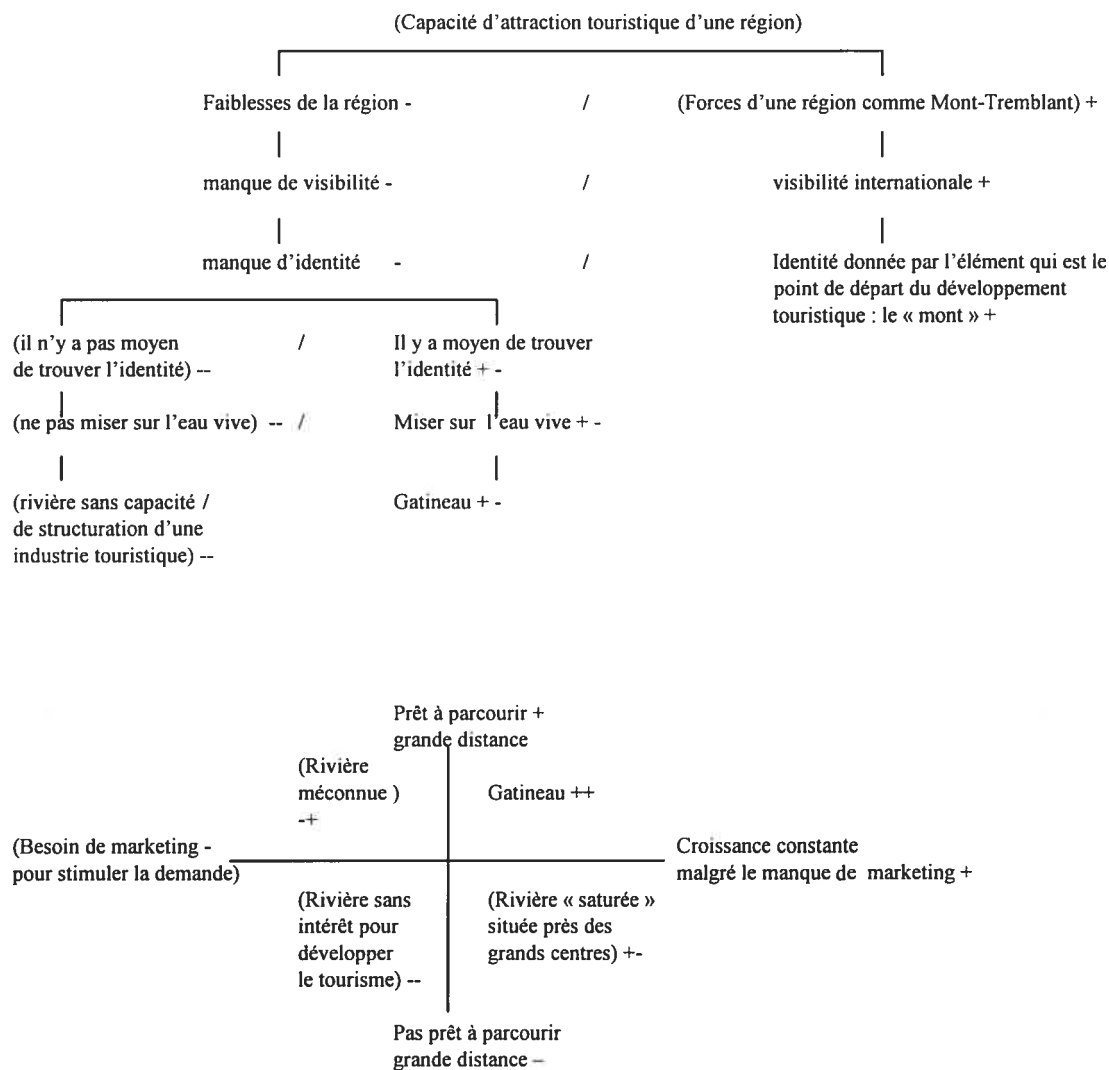 (Capacité d'attraction touristique d'une région)
Faiblesses de la région - / (Forces d'une région comme Mont-Tremblant) +
manque de visibilité - / visibilité internationale +
manque d'identité - / Identité donnée par l'élément qui est le
point de départ du développement
touristique : le « mont » +
(il n'y a pas moyen / Il y a moyen de trouver
de trouver l'identité) -- l'identité + -
(ne pas miser sur l'eau vive) -- / Miser sur l'eau vive + -
(rivière sans capacité / Gatineau + -
de structuration d'une
industrie touristique) --
Prêt à parcourir +
grande distance
(Rivière
méconnue ) Gatineau ++
-+
(Besoin de marketing - Croissance constante
pour stimuler la demande) malgré le manque de marketing +
(Rivière sans (Rivière « saturée »
intérêt pour située près des
développer grands centres) +-
le tourisme) --
Pas prêt à parcourir
grande distance –